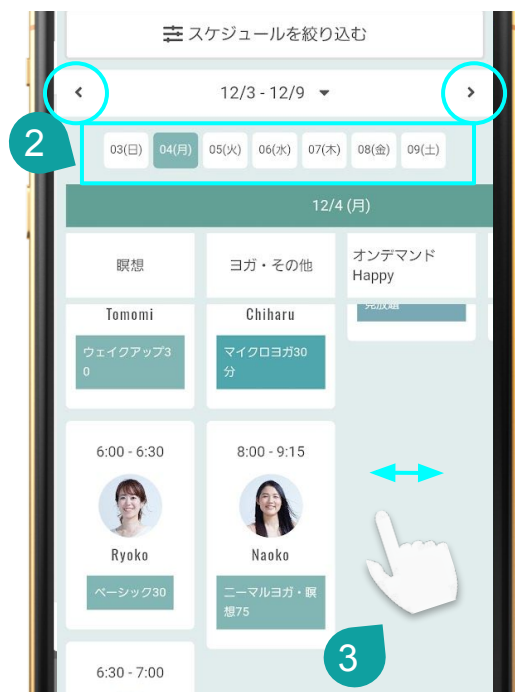 スケジュールを絞り込む
12/3 - 12/9
2
03(日) 04(月) 05(火) 06(水) 07(木) 08(金) 09(土)
12/4 (月)
瞑想
ヨガ・その他
オンデマンド
Happy
Tomomi
ウェイクアップ3
0
Chiharu
マイクロヨガ30
分
見放題
6:00 - 6:30
Ryoko
ベーシック30
8:00 - 9:15
Naoko
ニーマルヨガ・瞑
想75
3
6:30 - 7:00